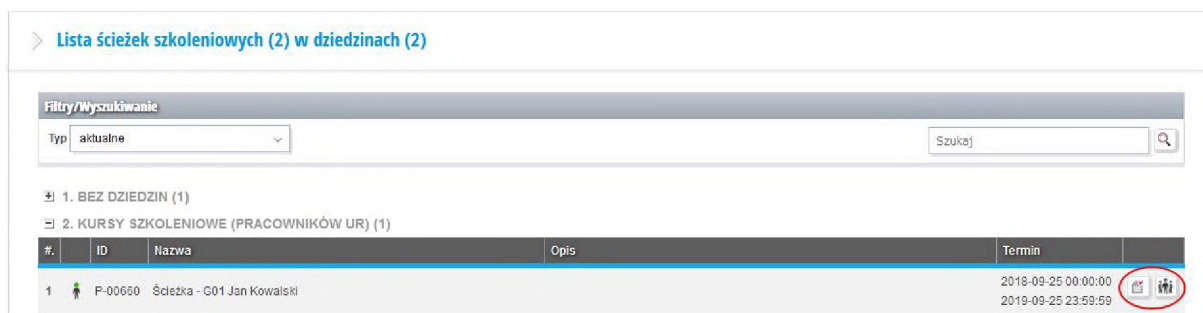 Lista ścieżek szkoleniowych (2) w dziedzinach (2)
Filtry/Wyszukiwanie
Typ aktualne Szukaj
1. BEZ DZIEDZIN (1)
2. KURSY SZKOLENIOWE (PRACOWNIKÓW UR) (1)
#. ID Nazwa Opis Termin
1 P-00660 Ścieżka - G01 Jan Kowalski 2018-09-25 00:00:00
2019-09-25 23:59:59